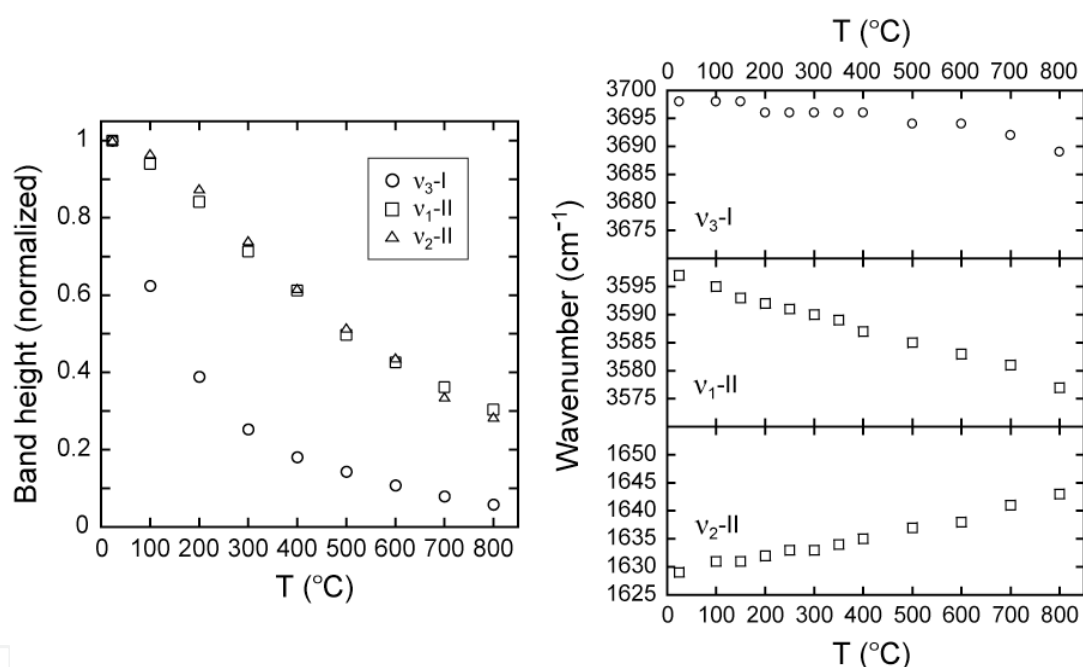 Band height (normalized)
1
0.8
0.6
0.4
0.2
0
0 100 200 300 400 500 600 700 800
T (°C)
ν₃-I
ν₁-II
ν₂-II
T (°C)
0 100 200 300 400 500 600 700 800
Wavenumber (cm⁻¹)
3700
3695
3690
3685
3680
3675
ν₃-I
3595
3590
3585
3580
3575
ν₁-II
1650
1645
1640
1635
1630
1625
ν₂-II
0 100 200 300 400 500 600 700 800
T (°C)